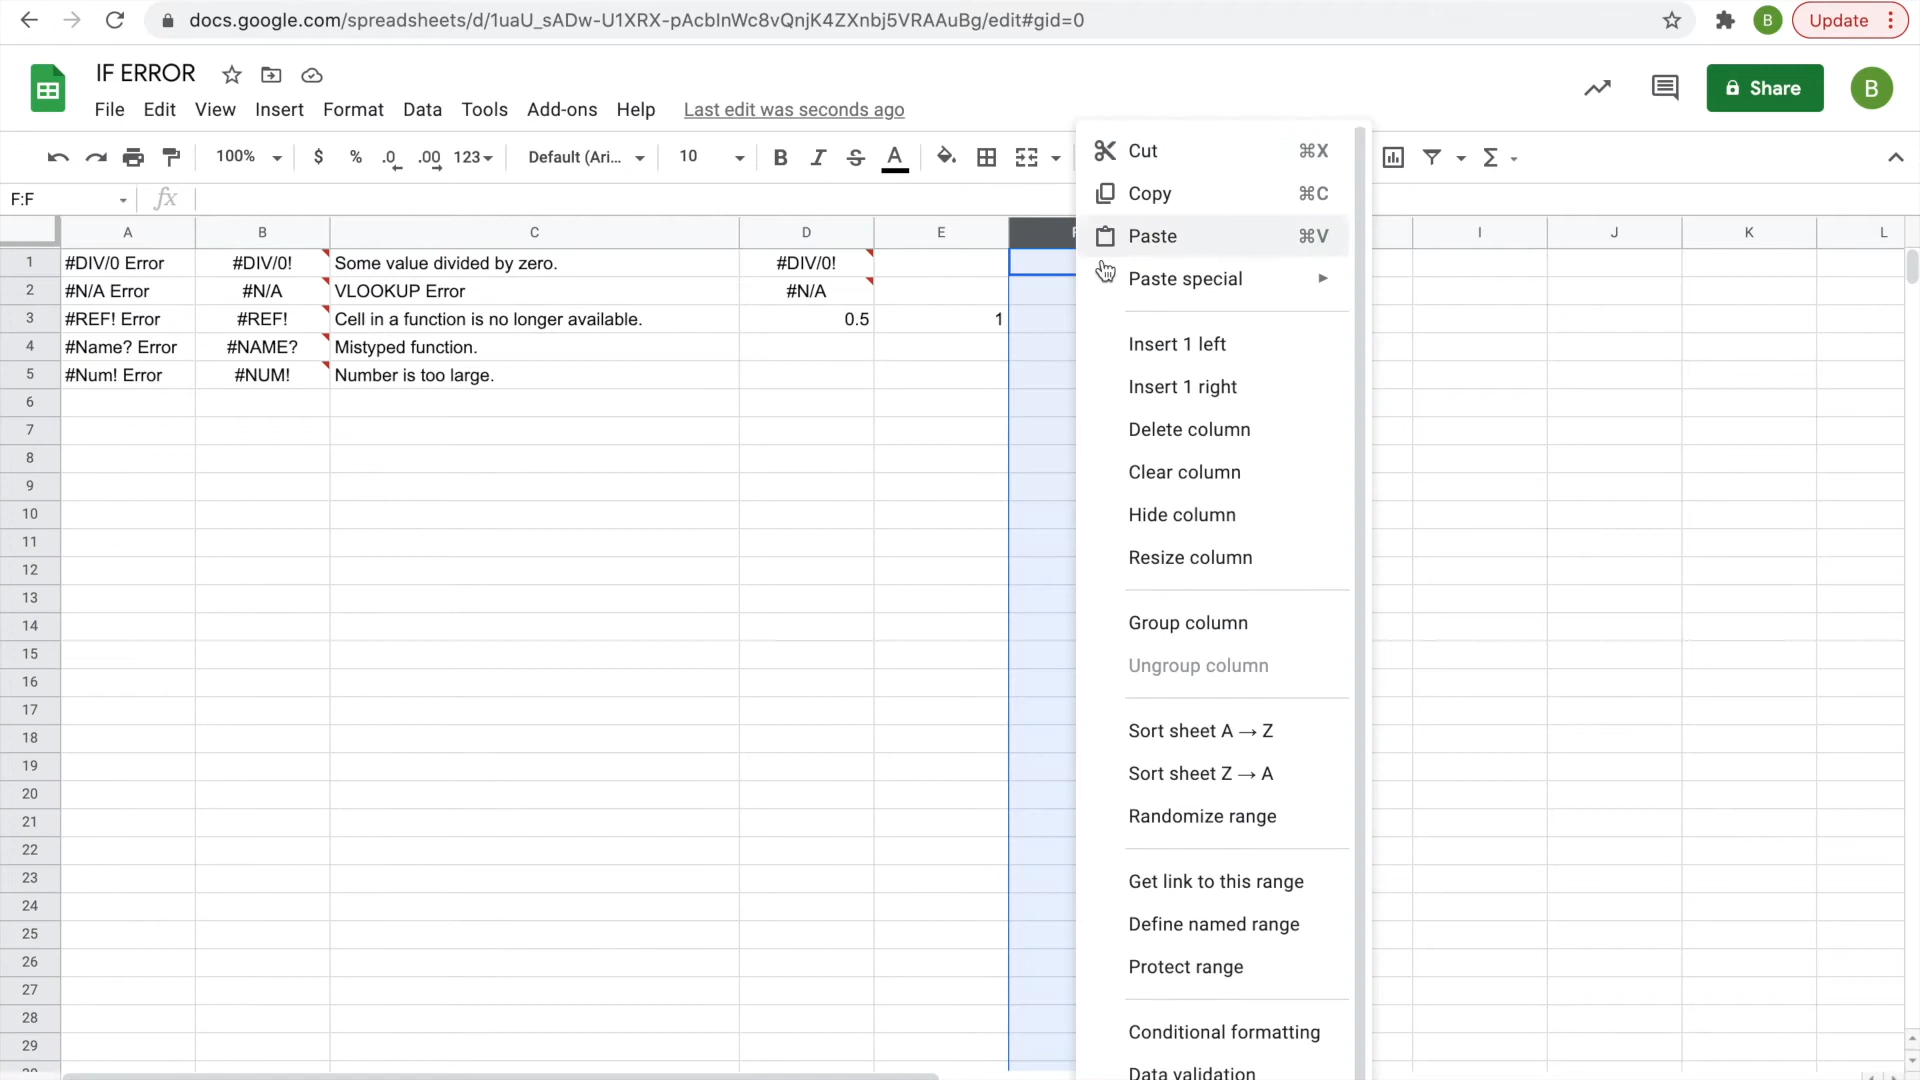 docs.google.com/spreadsheets/d/1uaU_sADw-U1XRX-pAcbInWc8vQnjK4ZXnbj5VRAAuBg/edit#gid=0
B
Update
IF ERROR
File Edit View Insert Format Data Tools Add-ons Help Last edit was seconds ago
Share
B
100% $ % .0 .00 123 Default (Ari... 10 B I S A Σ
F:F fx
A B C D E I J K L
1 #DIV/0 Error #DIV/0! Some value divided by zero. #DIV/0!
2 #N/A Error #N/A VLOOKUP Error #N/A
3 #REF! Error #REF! Cell in a function is no longer available. 0.5 1
4 #Name? Error #NAME? Mistyped function.
5 #Num! Error #NUM! Number is too large.
6
7
8
9
10
11
12
13
14
15
16
17
18
19
20
21
22
23
24
25
26
27
28
29
Cut ⌘X
Copy ⌘C
Paste ⌘V
Paste special
Insert 1 left
Insert 1 right
Delete column
Clear column
Hide column
Resize column
Group column
Ungroup column
Sort sheet A → Z
Sort sheet Z → A
Randomize range
Get link to this range
Define named range
Protect range
Conditional formatting
Data validation